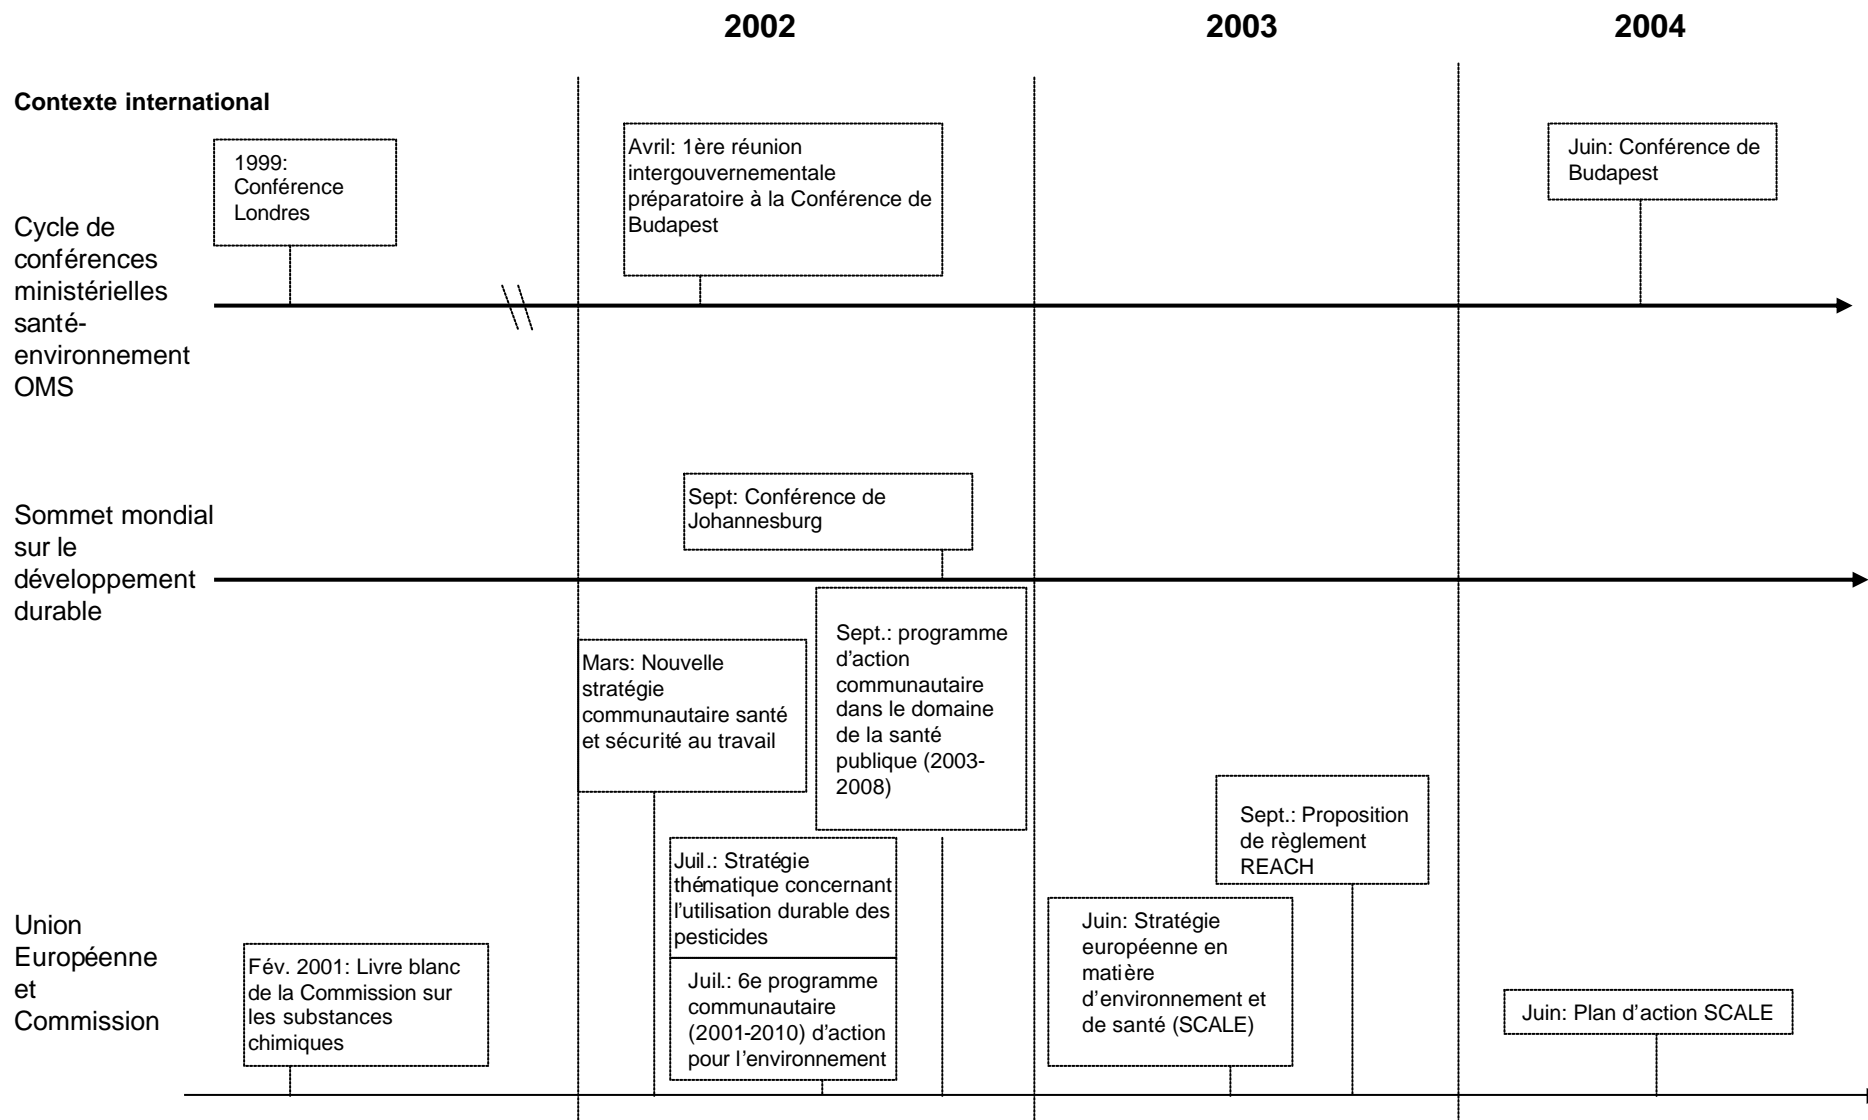 2002
2003
2004
Contexte international
1999:
Conférence
Londres
Avril: 1ère réunion
intergouvernementale
préparatoire à la Conférence de
Budapest
Juin: Conférence de
Budapest
Cycle de
conférences
ministérielles
santé-
environnement
OMS
Sept: Conférence de
Johannesburg
Sommet mondial
sur le
développement
durable
Mars: Nouvelle
stratégie
communautaire santé
et sécurité au travail
Sept.: programme
d'action
communautaire
dans le domaine
de la santé
publique (2003-
2008)
Sept.: Proposition
de règlement
REACH
Juil.: Stratégie
thématique concernant
l'utilisation durable des
pesticides
Juil.: 6e programme
communautaire
(2001-2010) d'action
pour l'environnement
Juin: Stratégie
européenne en
matière
d'environnement et
de santé (SCALE)
Union
Européenne
et
Commission
Fév. 2001: Livre blanc
de la Commission sur
les substances
chimiques
Juin: Plan d'action SCALE